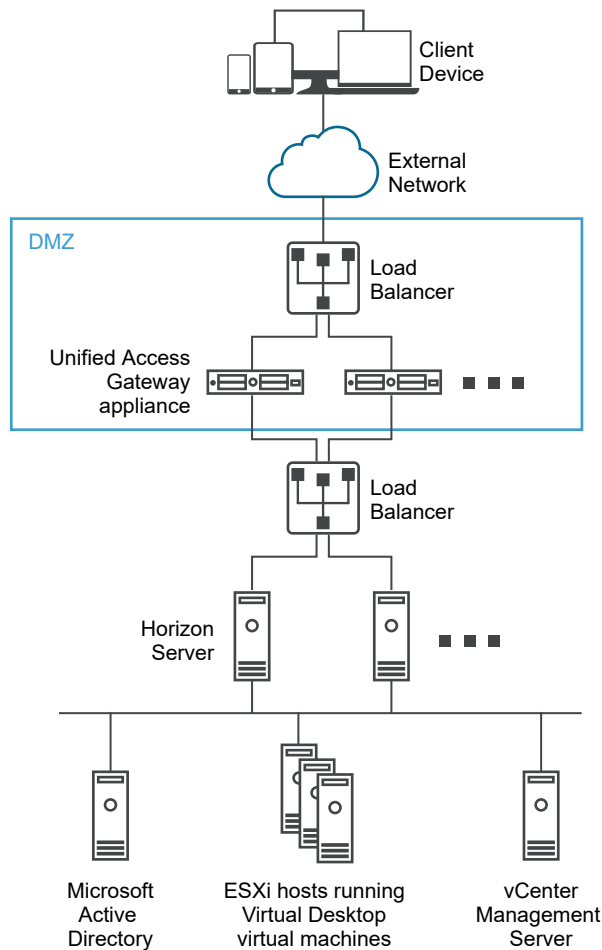 Client
Device
External
Network
DMZ
Load
Balancer
Unified Access
Gateway
appliance
Load
Balancer
Horizon
Server
Microsoft
Active
Directory
ESXi hosts running
Virtual Desktop
virtual machines
vCenter
Management
Server